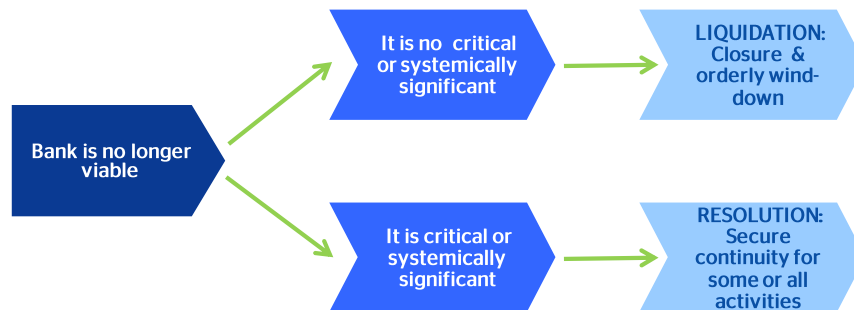 Bank is no longer
viable
It is no critical
or systemically
significant
LIQUIDATION:
Closure &
orderly wind-
down
It is critical or
systemically
significant
RESOLUTION:
Secure
continuity for
some or all
activities